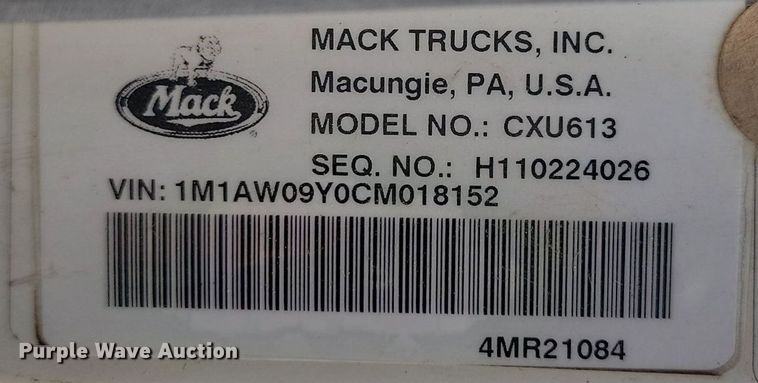 MACK TRUCKS, INC.
Macungie, PA, U.S.A.
Mack
MODEL NO.: CXU613
SEQ. NO.: H110224026
VIN: 1M1AW09Y0CM018152
4MR21084
Purple Wave Auction